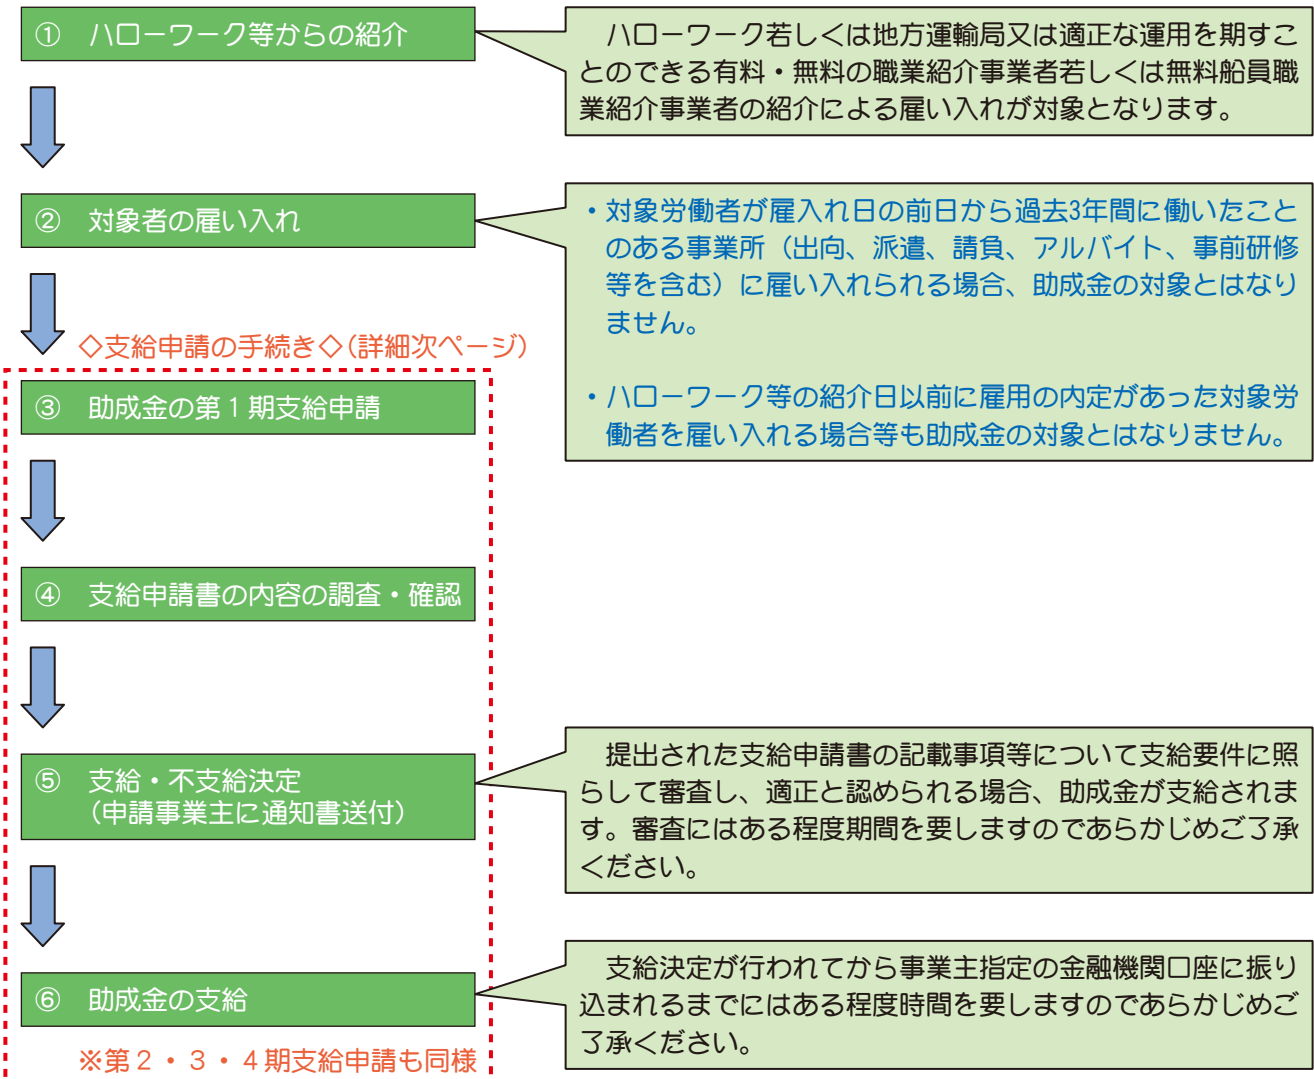 ① ハローワーク等からの紹介
ハローワーク若しくは地方運輸局又は適正な運用を期すこ
とのできる有料・無料の職業紹介事業者若しくは無料船員職
業紹介事業者の紹介による雇い入れが対象となります。
② 対象者の雇い入れ
・対象労働者が雇入れ日の前日から過去3年間に働いたこと
のある事業所（出向、派遣、請負、アルバイト、事前研修
等を含む）に雇い入れられる場合、助成金の対象とはなり
ません。
・ハローワーク等の紹介日以前に雇用の内定があった対象労
働者を雇い入れる場合等も助成金の対象とはなりません。
◇支給申請の手続き◇(詳細次ページ)
③ 助成金の第１期支給申請
④ 支給申請書の内容の調査・確認
⑤ 支給・不支給決定
（申請事業主に通知書送付）
提出された支給申請書の記載事項等について支給要件に照
らして審査し、適正と認められる場合、助成金が支給されま
す。審査にはある程度期間を要しますのであらかじめご了承
ください。
⑥ 助成金の支給
支給決定が行われてから事業主指定の金融機関口座に振り
込まれるまでにはある程度時間を要しますのであらかじめご
了承ください。
※第２・３・４期支給申請も同様